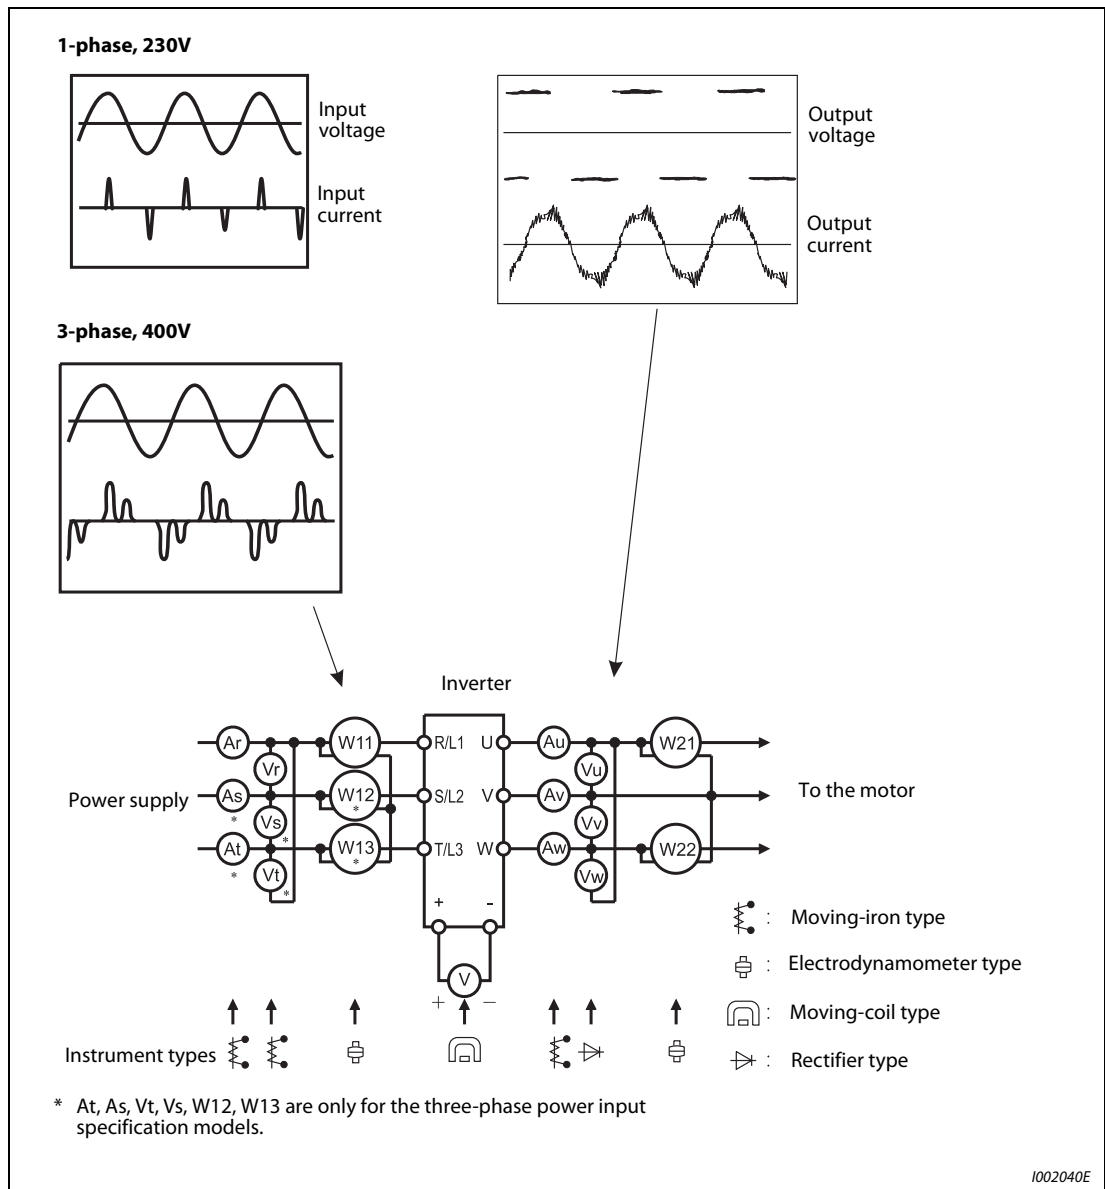 1-phase, 230V
Input
voltage
Input
current
Output
voltage
Output
current
3-phase, 400V
Inverter
Ar
Vr
W11
R/L1
U
Au
Vu
W21
Power supply
As
*
Vs
*
W12
*
S/L2
V
Av
Vv
To the motor
At
*
Vt
*
W13
*
T/L3
W
Aw
Vw
W22
+ -
V
+ −
Instrument types
: Moving-iron type
: Electrodynamometer type
: Moving-coil type
: Rectifier type
* At, As, Vt, Vs, W12, W13 are only for the three-phase power input
specification models.
I002040E